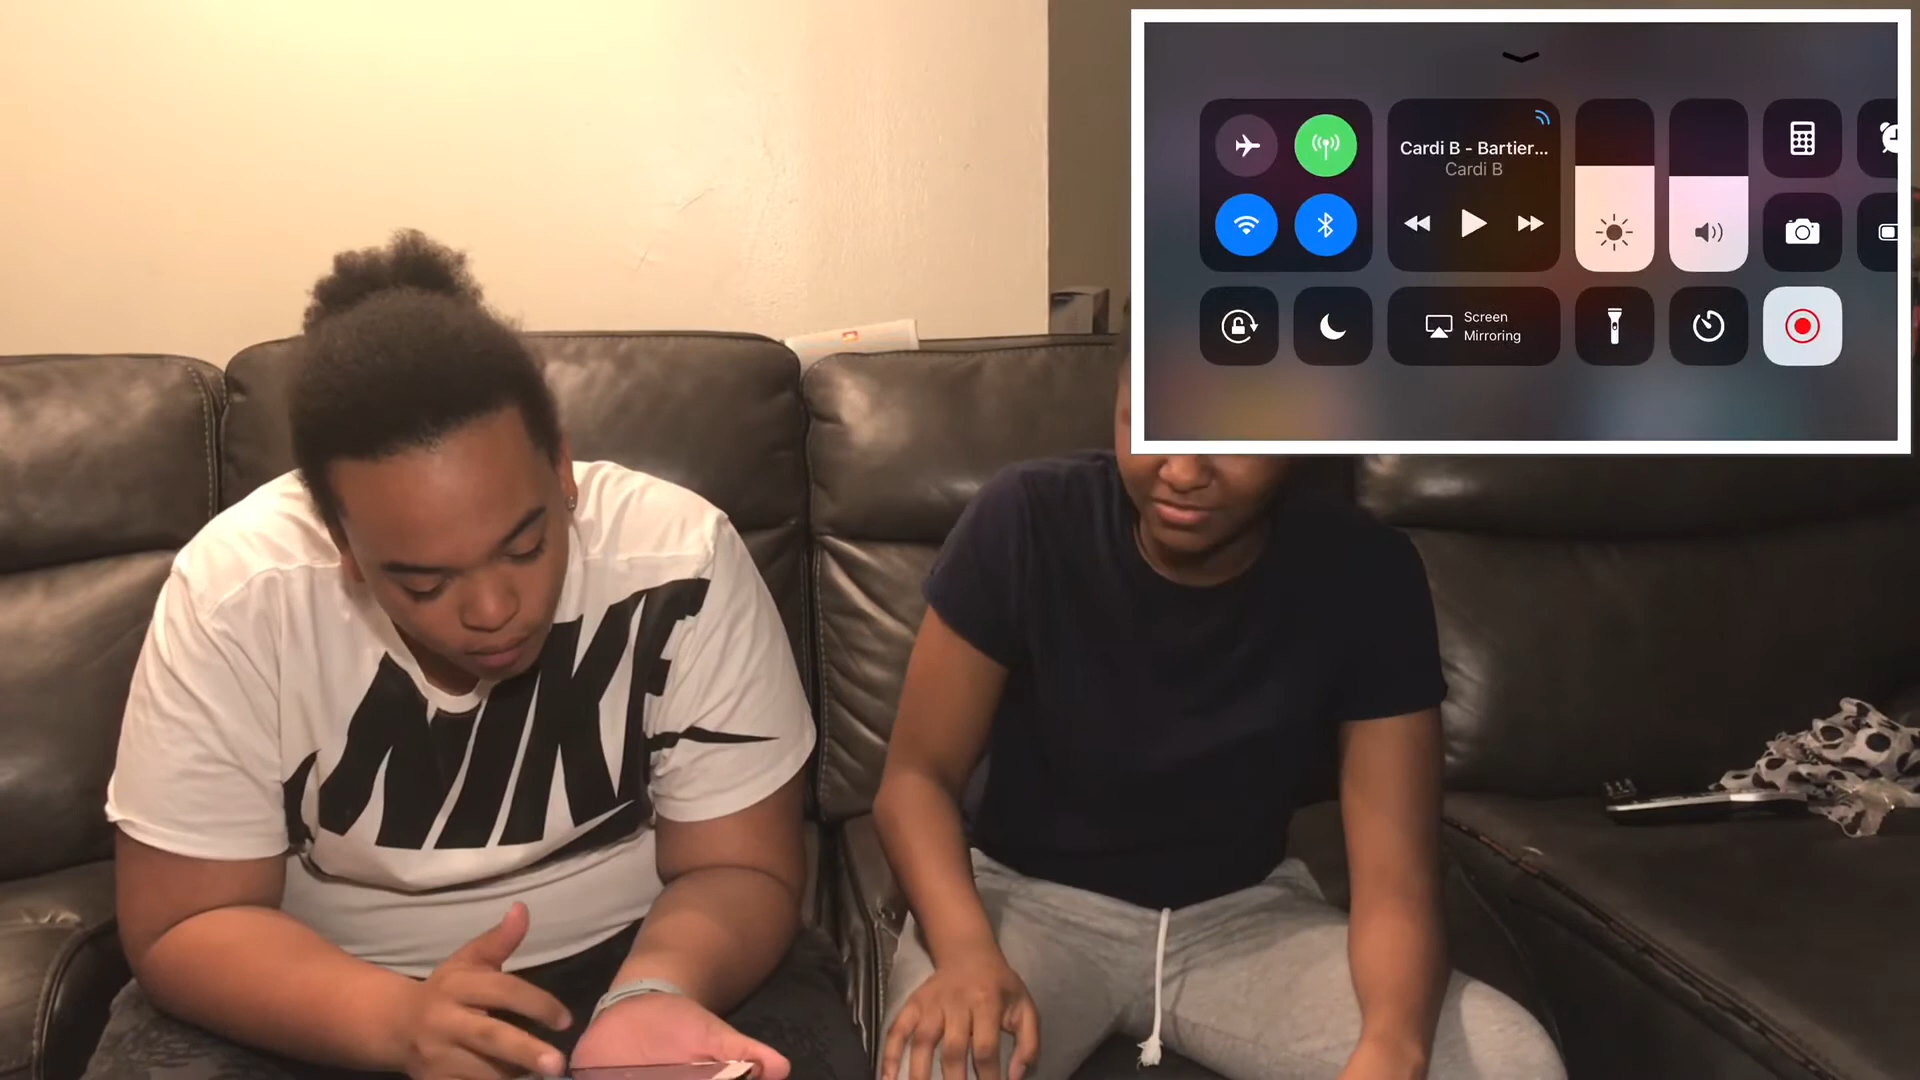 Cardi B - Bartier...
Cardi B
Screen
Mirroring
NIKE